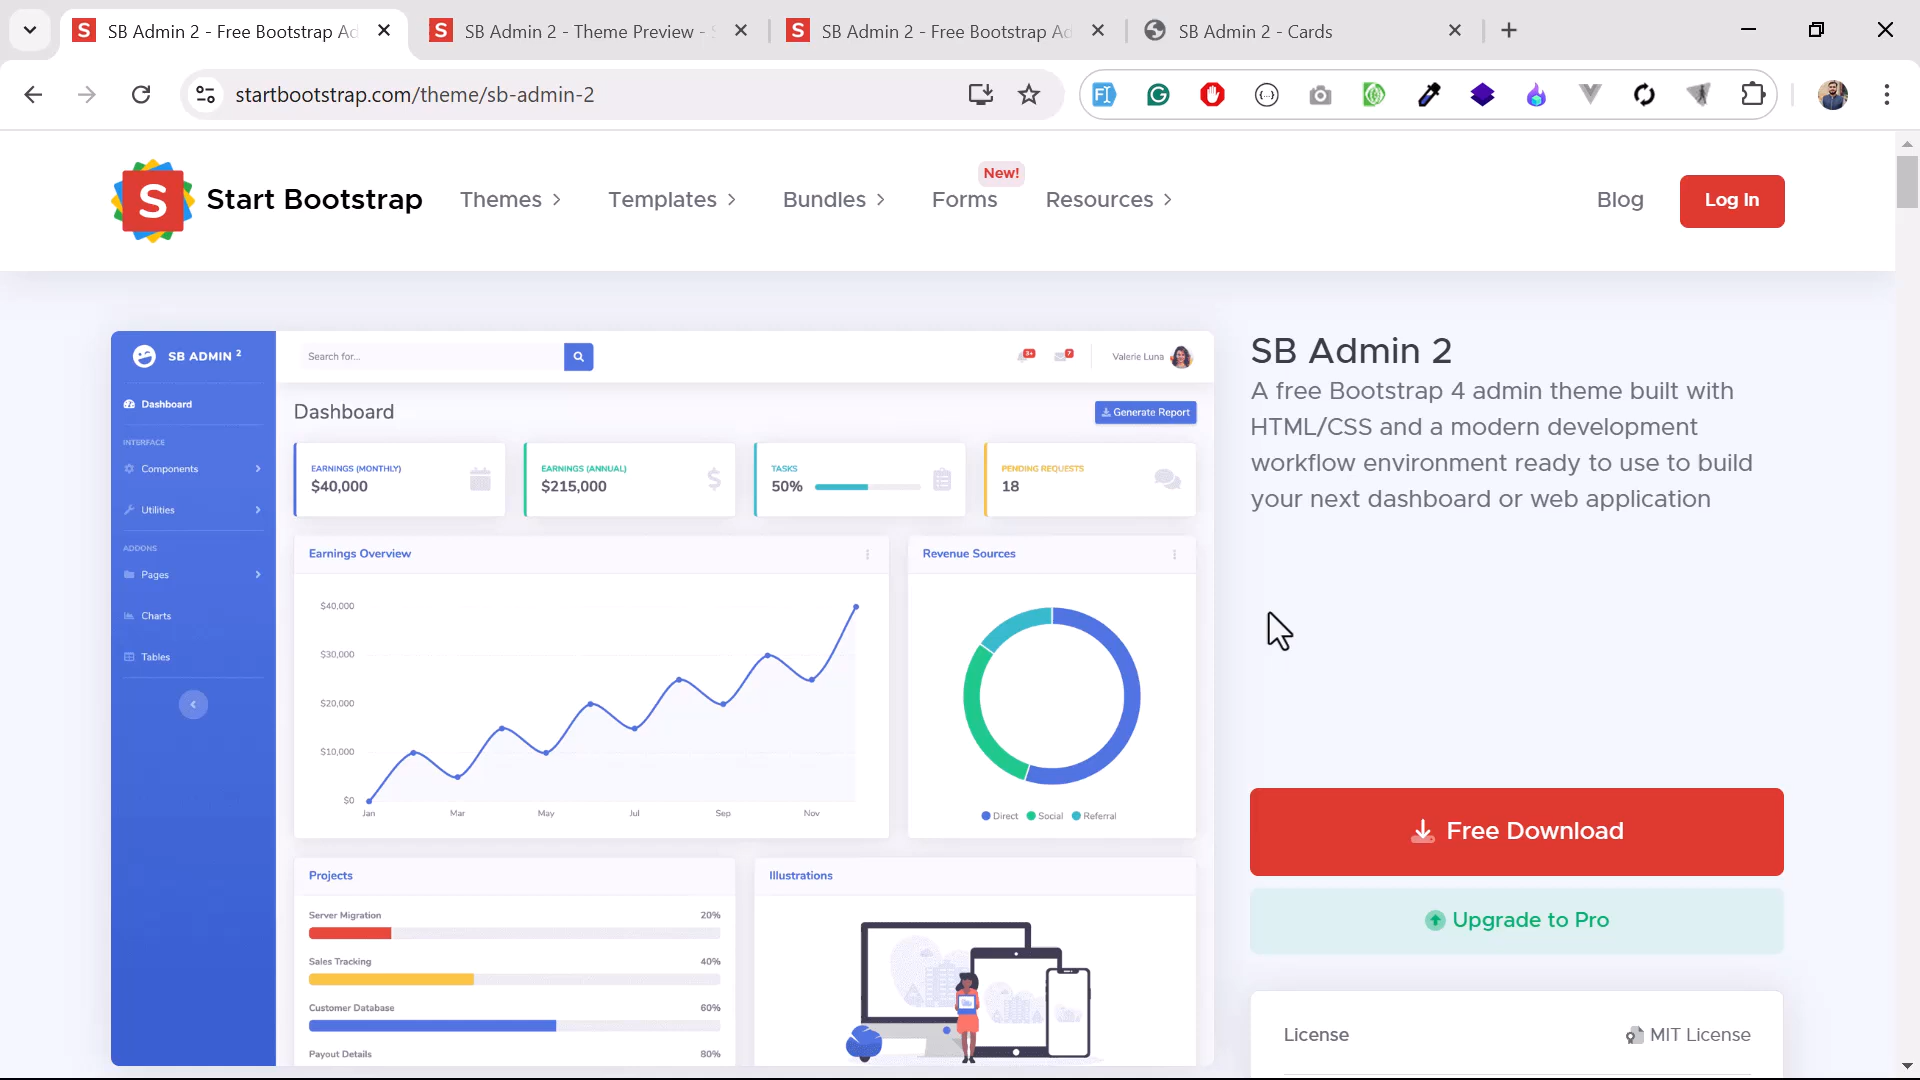 SB Admin 2 - Free Bootstrap Ad
SB Admin 2 - Theme Preview - S
SB Admin 2 - Free Bootstrap Ad
SB Admin 2 - Cards
startbootstrap.com/theme/sb-admin-2
S
Start Bootstrap
Themes
Templates
Bundles
Forms
New!
Resources
Blog
Log In
SB ADMIN 2
Dashboard
INTERFACE
Components
Utilities
ADDONS
Pages
Charts
Tables
Search for...
3+
7
Valerie Luna
Dashboard
Generate Report
EARNINGS (MONTHLY)
$40,000
EARNINGS (ANNUAL)
$215,000
TASKS
50%
PENDING REQUESTS
18
Earnings Overview
$40,000
$30,000
$20,000
$10,000
$0
Jan Mar May Jul Sep Nov
Revenue Sources
Direct Social Referral
Projects
Server Migration 20%
Sales Tracking 40%
Customer Database 60%
Payout Details 80%
Illustrations
SB Admin 2
A free Bootstrap 4 admin theme built with
HTML/CSS and a modern development
workflow environment ready to use to build
your next dashboard or web application
Free Download
Upgrade to Pro
License MIT License